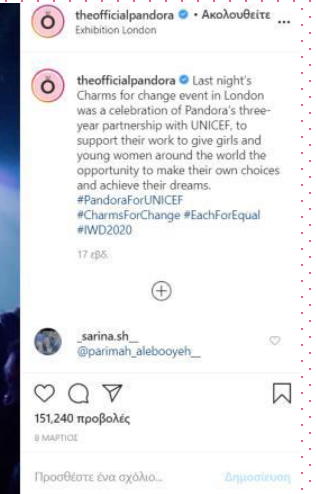 theofficialpandora • Ακολουθείτε ...
Exhibition London
theofficialpandora Last night's
Charms for change event in London
was a celebration of Pandora's three-
year partnership with UNICEF, to
support their work to give girls and
young women around the world the
opportunity to make their own choices
and achieve their dreams.
#PandoraForUNICEF
#CharmsForChange #EachForEqual
#IWD2020
17 εβδ.
_sarina.sh__
@parimah_alebooyeh__
151,240 προβολές
8 ΜΑΡΤΙΟΣ
Προσθέστε ένα σχόλιο... Δημοσίευση